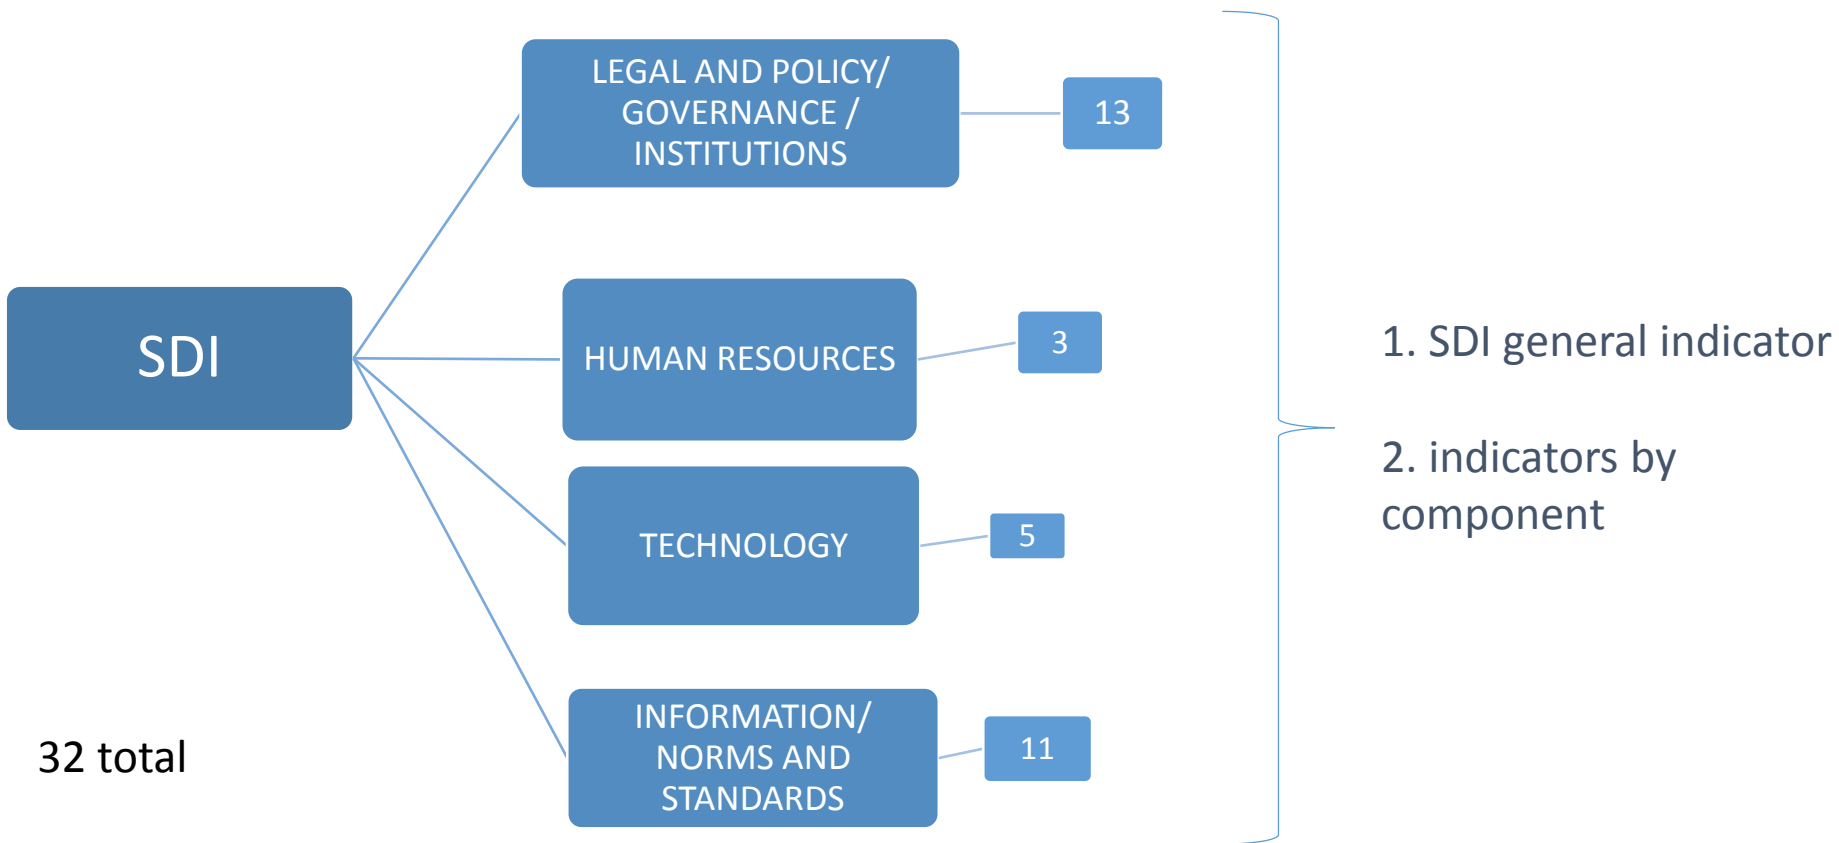 SDI
LEGAL AND POLICY/
GOVERNANCE /
INSTITUTIONS
13
HUMAN RESOURCES
3
TECHNOLOGY
5
INFORMATION/
NORMS AND
STANDARDS
11
32 total
1. SDI general indicator
2. indicators by
component